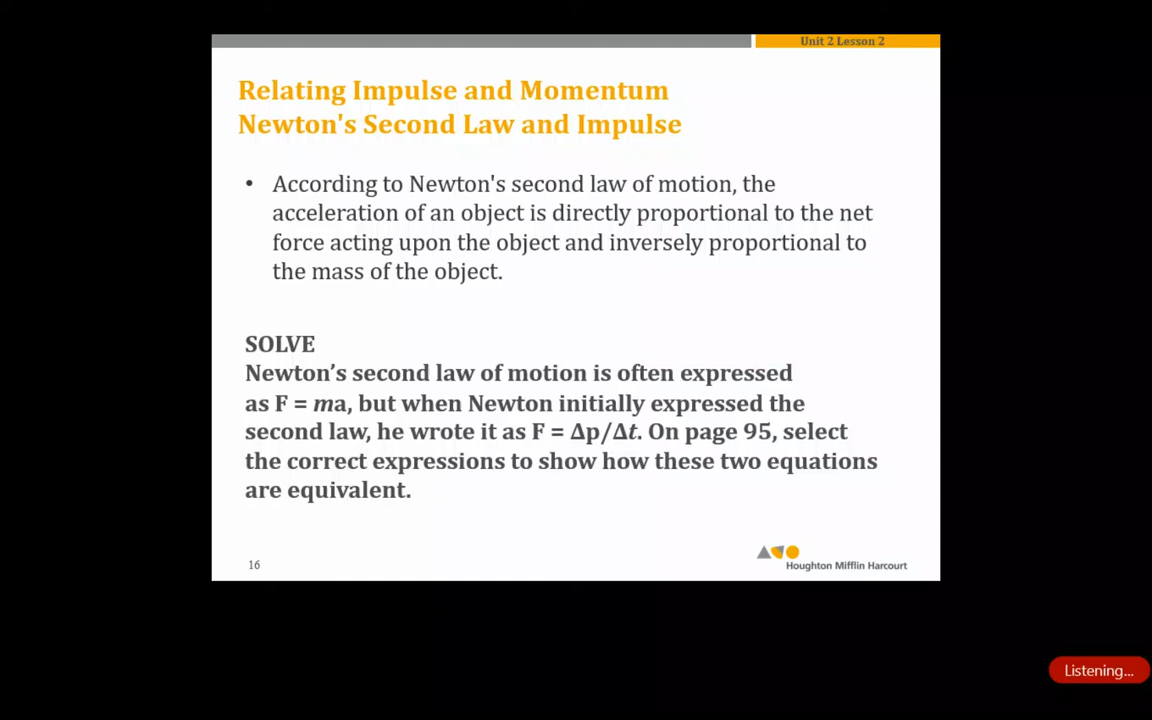 Unit 2 Lesson 2
Relating Impulse and Momentum
Newton's Second Law and Impulse
• According to Newton's second law of motion, the
acceleration of an object is directly proportional to the net
force acting upon the object and inversely proportional to
the mass of the object.
SOLVE
Newton’s second law of motion is often expressed
as F = ma, but when Newton initially expressed the
second law, he wrote it as F = Δp/Δt. On page 95, select
the correct expressions to show how these two equations
are equivalent.
16
Houghton Mifflin Harcourt
Listening...